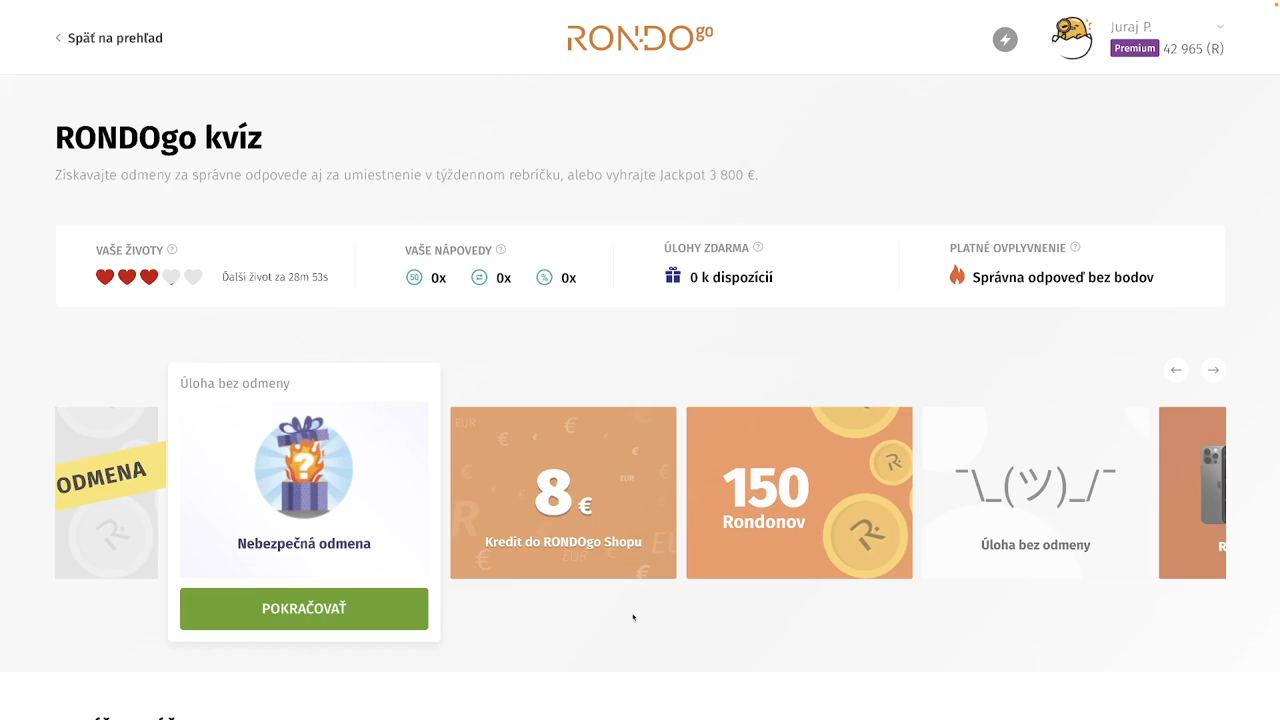 Späť na prehľad
RONDOgo
Juraj P.
Premium 42 965 (R)
RONDOgo kvíz
Získavajte odmeny za správne odpovede aj za umiestnenie v týždennom rebríčku, alebo vyhrajte Jackpot 3 800 €.
VAŠE ŽIVOTY ?
Ďalší život za 28m 53s
VAŠE NÁPOVEDY ?
50 0x 0x % 0x
ÚLOHY ZDARMA ?
0 k dispozícií
PLATNÉ OVPLYVNENIE ?
Správna odpoveď bez bodov
ODMENA
Úloha bez odmeny
?
Nebezpečná odmena
POKRAČOVAŤ
8 €
Kredit do RONDOgo Shopu
150
Rondonov
¯\_(ツ)_/¯
Úloha bez odmeny